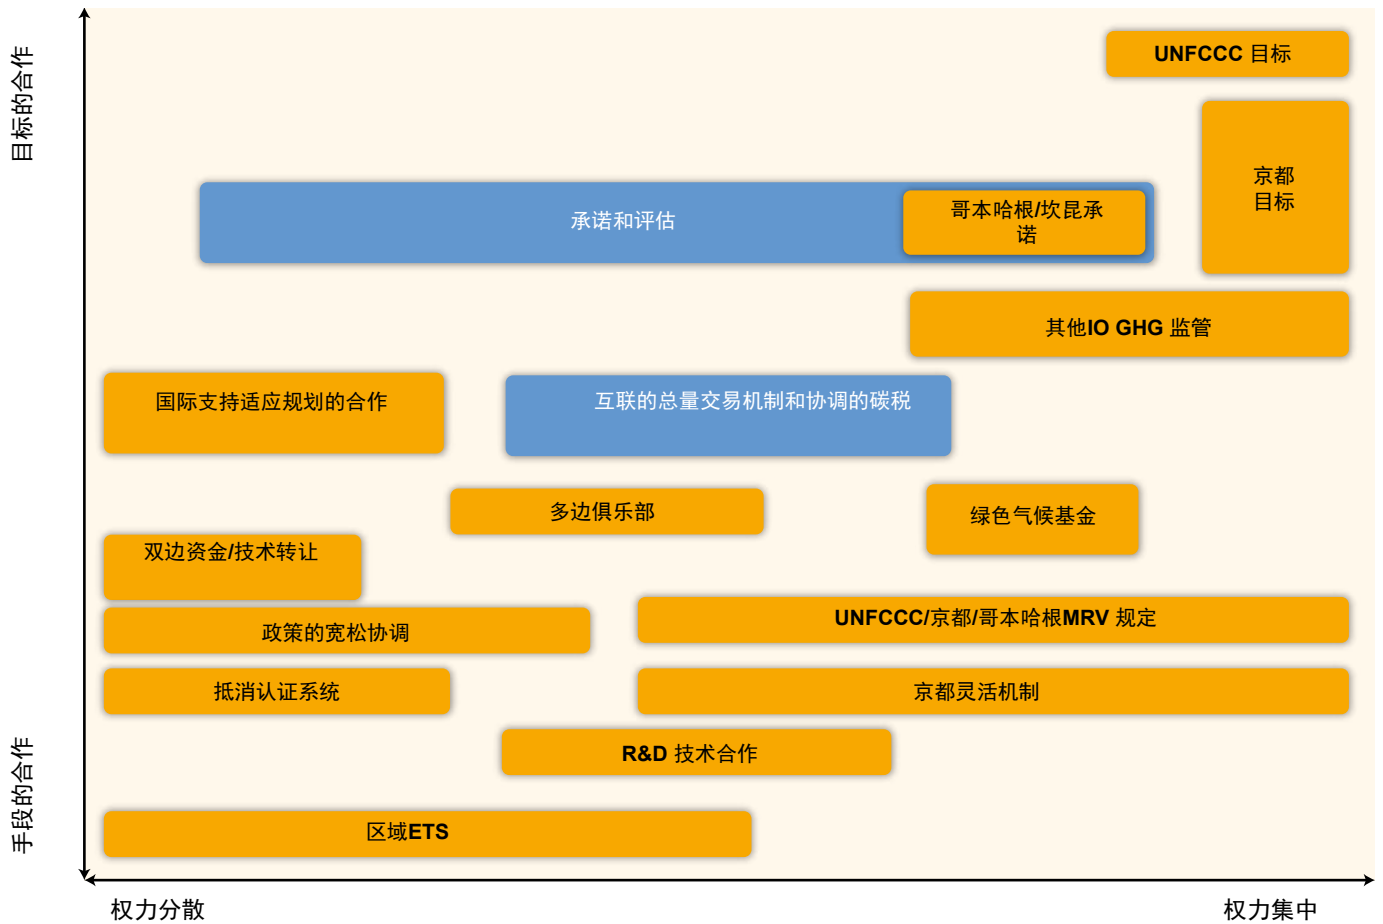 目标的合作
UNFCCC 目标
京都
目标
承诺和评估
哥本哈根/坎昆承
诺
其他IO GHG 监管
国际支持适应规划的合作
互联的总量交易机制和协调的碳税
多边俱乐部
绿色气候基金
双边资金/技术转让
政策的宽松协调
UNFCCC/京都/哥本哈根MRV 规定
抵消认证系统
京都灵活机制
R&D 技术合作
区域ETS
手段的合作
权力分散
权力集中